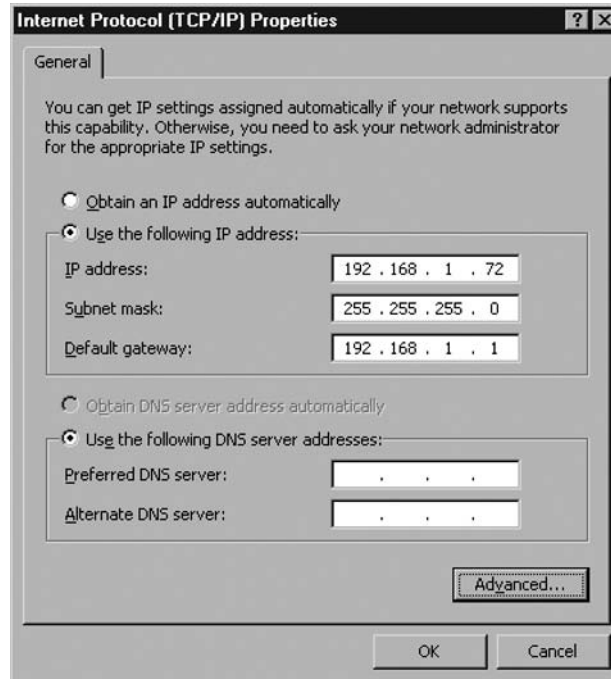 Internet Protocol (TCP/IP) Properties
General
You can get IP settings assigned automatically if your network supports
this capability. Otherwise, you need to ask your network administrator
for the appropriate IP settings.
Obtain an IP address automatically
Use the following IP address:
IP address: 192 . 168 . 1 . 72
Subnet mask: 255 . 255 . 255 . 0
Default gateway: 192 . 168 . 1 . 1
Obtain DNS server address automatically
Use the following DNS server addresses:
Preferred DNS server: . . .
Alternate DNS server: . . .
Advanced...
OK Cancel